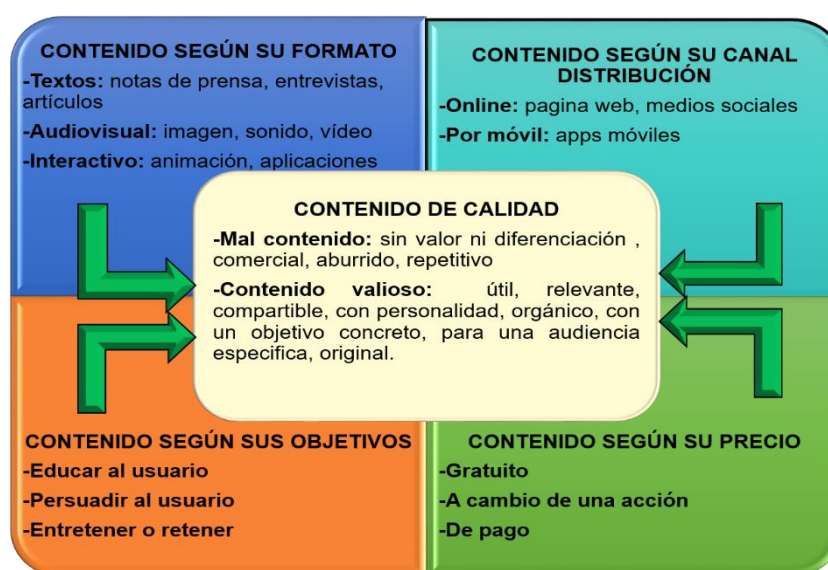 CONTENIDO SEGÚN SU FORMATO
-Textos: notas de prensa, entrevistas,
artículos
-Audiovisual: imagen, sonido, vídeo
-Interactivo: animación, aplicaciones
CONTENIDO SEGÚN SU CANAL
DISTRIBUCIÓN
-Online: pagina web, medios sociales
-Por móvil: apps móviles
CONTENIDO DE CALIDAD
-Mal contenido: sin valor ni diferenciación ,
comercial, aburrido, repetitivo
-Contenido valioso: útil, relevante,
compartible, con personalidad, orgánico, con
un objetivo concreto, para una audiencia
especifica, original.
CONTENIDO SEGÚN SUS OBJETIVOS
-Educar al usuario
-Persuadir al usuario
-Entretener o retener
CONTENIDO SEGÚN SU PRECIO
-Gratuito
-A cambio de una acción
-De pago